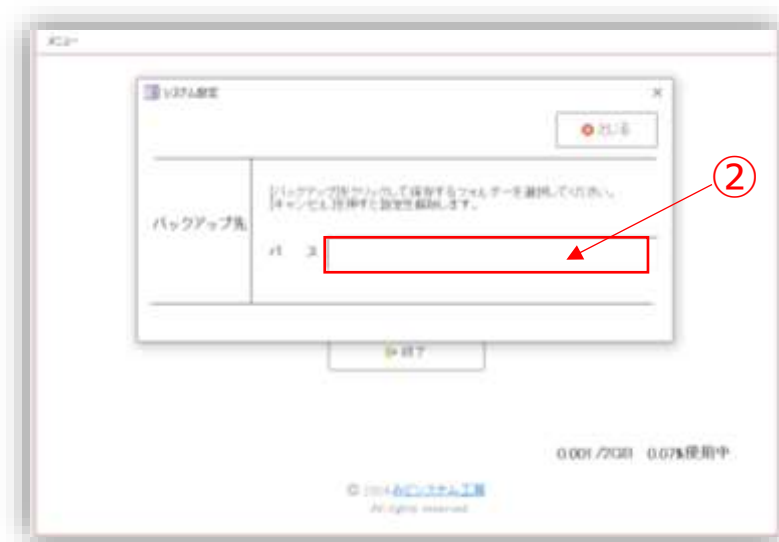 メニュー
システム設定
とじる
②
[バックアップ]をクリックして保存するフォルダーを選択してください。
[キャンセル]を押すと設定を解除します。
バックアップ先
パ ス
終了
0.001/2GB 0.07%使用中
All rights reserved.